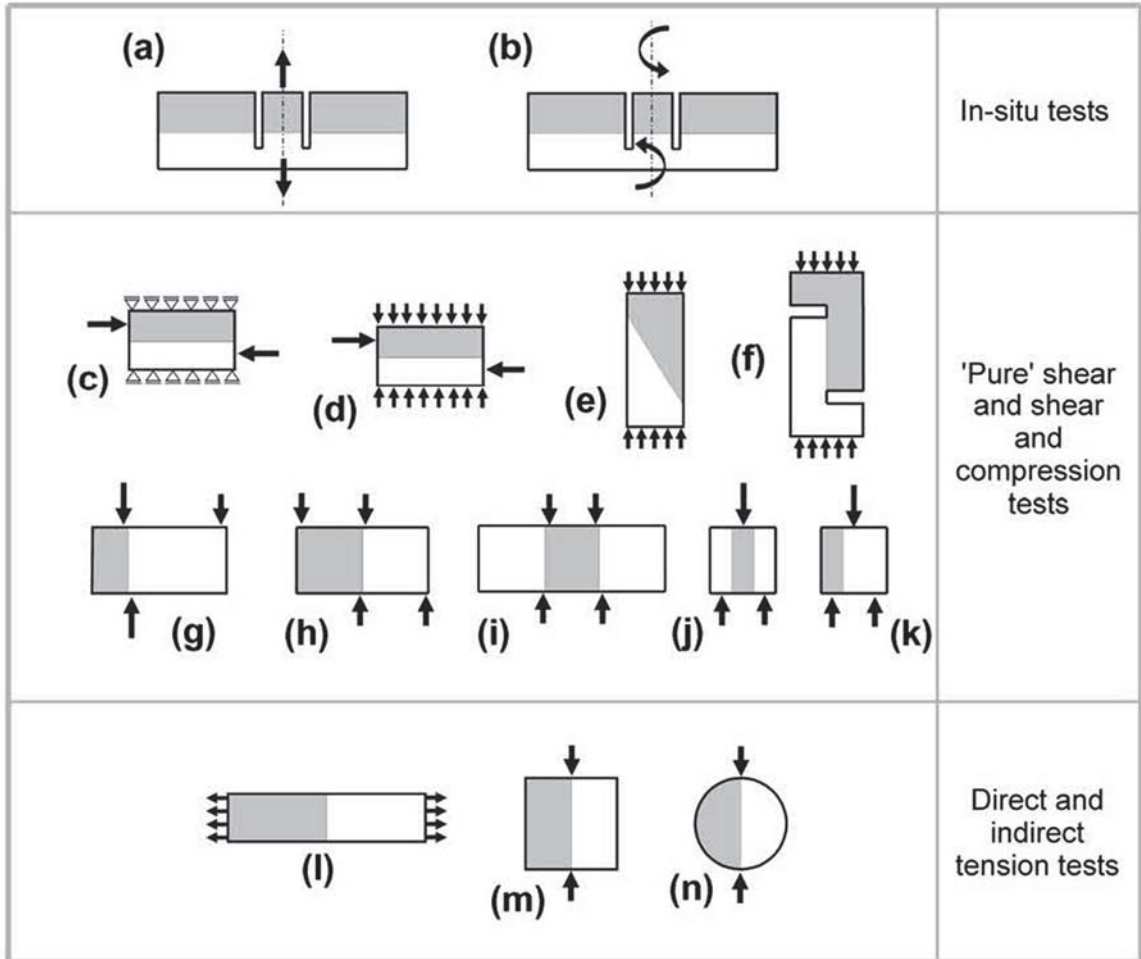 (a)
(b)
In-situ tests
(c)
(d)
(e)
(f)
'Pure' shear
and shear
and
compression
tests
(g)
(h)
(i)
(j)
(k)
(l)
(m)
(n)
Direct and
indirect
tension tests